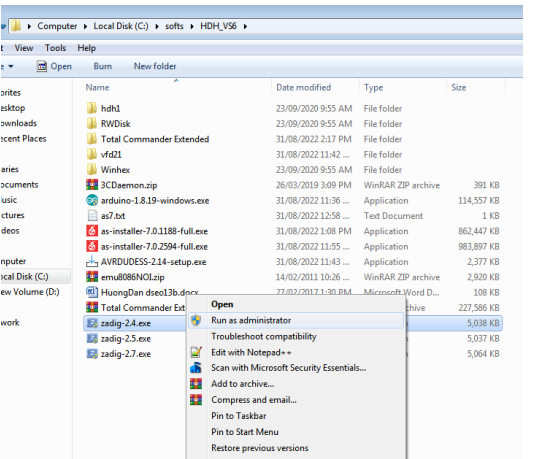 Computer ▸ Local Disk (C:) ▸ softs ▸ HDH_VS6 ▸
View Tools Help
Open Burn New folder
Name Date modified Type Size
hdh1 23/09/2020 9:55 AM File folder
RWDisk 23/09/2020 9:55 AM File folder
Total Commander Extended 31/08/2022 2:17 PM File folder
vfd21 31/08/2022 11:42 ... File folder
Winhex 23/09/2020 9:55 AM File folder
3CDaemon.zip 26/03/2019 3:09 PM WinRAR ZIP archive 391 KB
arduino-1.8.19-windows.exe 31/08/2022 11:36 ... Application 114,557 KB
as7.txt 31/08/2022 12:58 ... Text Document 1 KB
as-installer-7.0.1188-full.exe 31/08/2022 1:08 PM Application 862,447 KB
as-installer-7.0.2594-full.exe 31/08/2022 11:55 ... Application 983,897 KB
AVRDUDESS-2.14-setup.exe 31/08/2022 11:43 ... Application 2,377 KB
emu8086NOI.zip 14/02/2011 10:26 ... WinRAR ZIP archive 2,920 KB
HuongDan dseo13b.docx 27/02/2017 1:30 PM Microsoft Word D... 108 KB
Total Commander Ext chive 227,586 KB
zadig-2.4.exe 5,038 KB
zadig-2.5.exe 5,037 KB
zadig-2.7.exe 5,064 KB
orites
esktop
ownloads
ecent Places
aries
ocuments
usic
ctures
deos
mputer
ocal Disk (C:)
ew Volume (D:)
work
Open
Run as administrator
Troubleshoot compatibility
Edit with Notepad++
Scan with Microsoft Security Essentials...
Add to archive...
Compress and email...
Pin to Taskbar
Pin to Start Menu
Restore previous versions